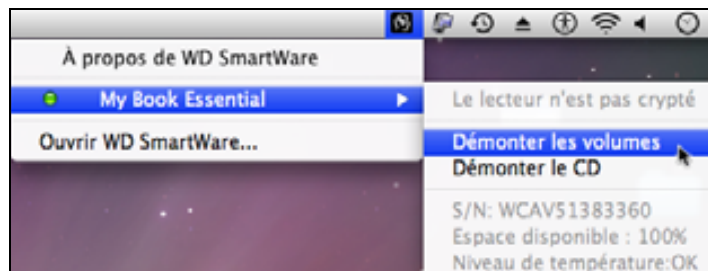 À propos de WD SmartWare
My Book Essential
Ouvrir WD SmartWare...
Le lecteur n'est pas crypté
Démonter les volumes
Démonter le CD
S/N: WCAV51383360
Espace disponible : 100%
Niveau de température:OK